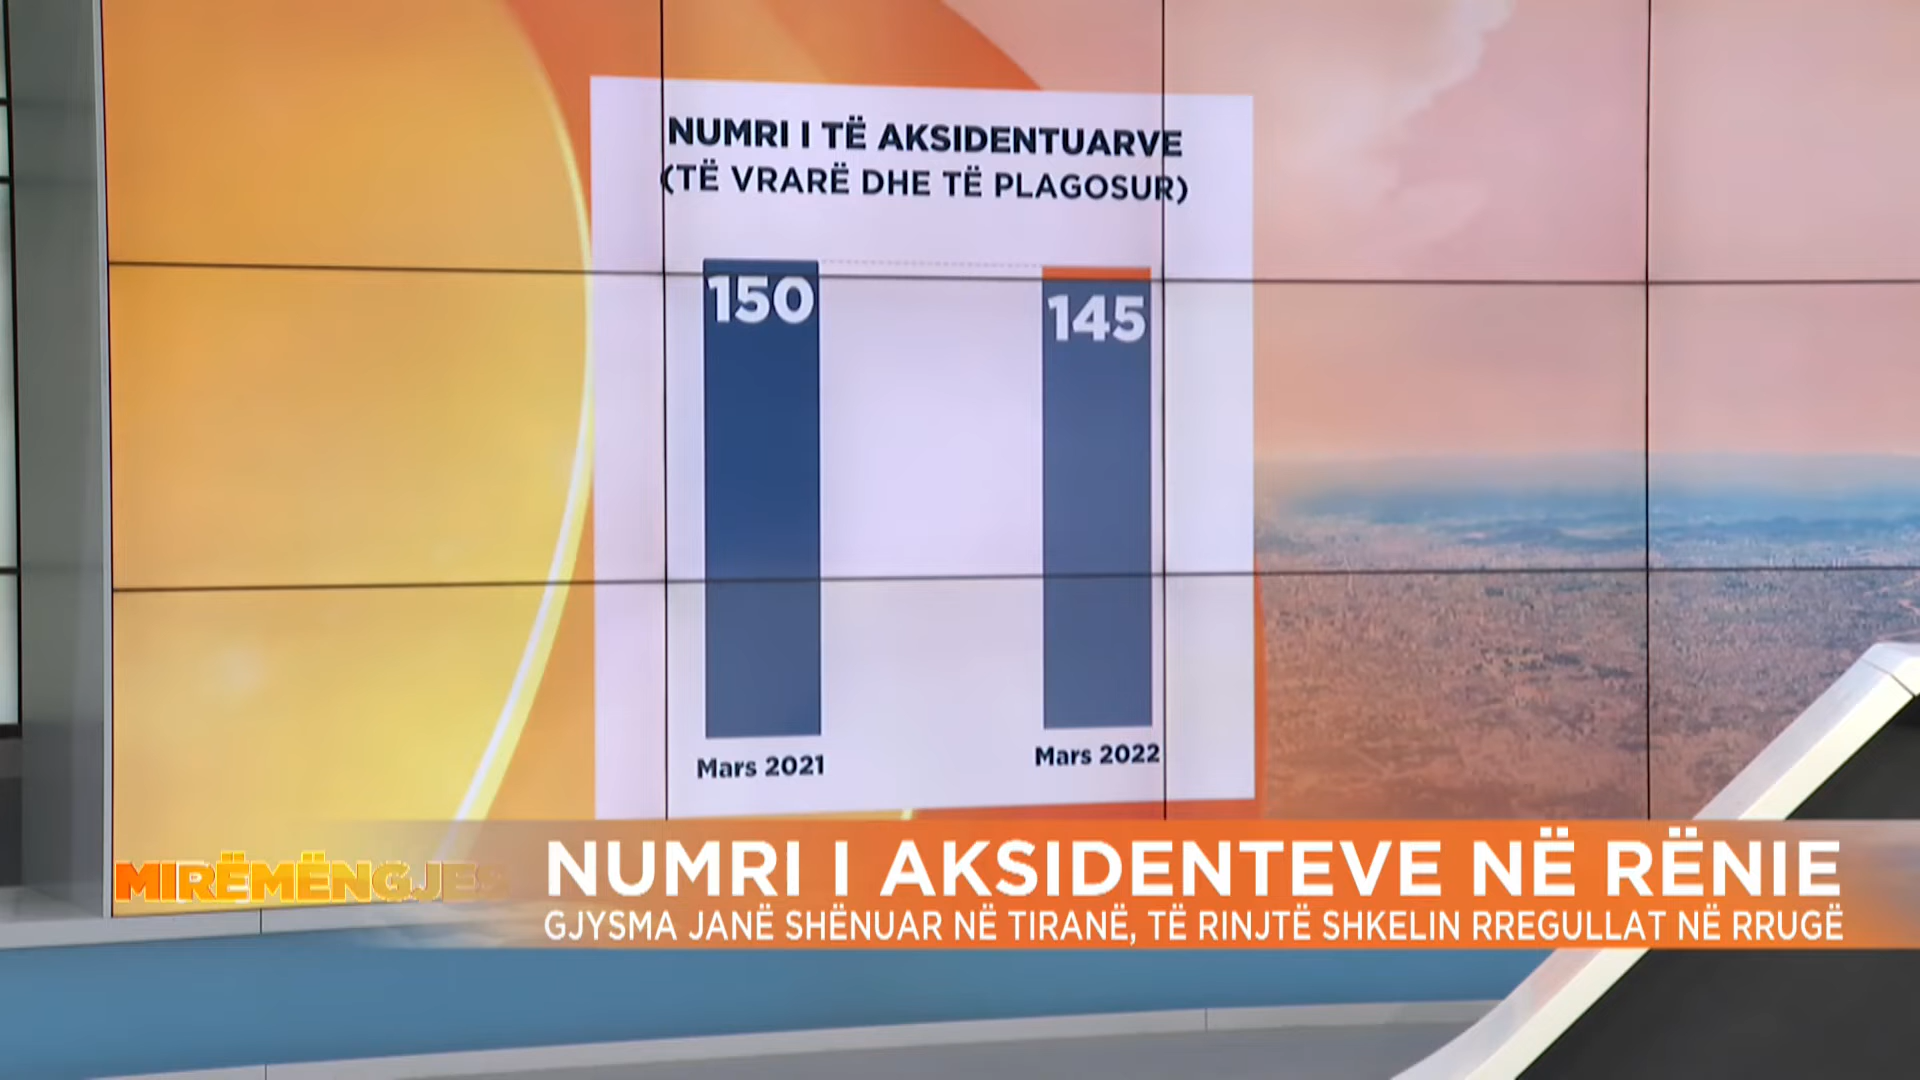 NUMRI I TË AKSIDENTUARVE
(TË VRARË DHE TË PLAGOSUR)
150
145
Mars 2021
Mars 2022
MIRËMËNGJES
NUMRI I AKSIDENTEVE NË RËNIE
GJYSMA JANË SHËNUAR NË TIRANË, TË RINJTË SHKELIN RREGULLAT NË RRUGË